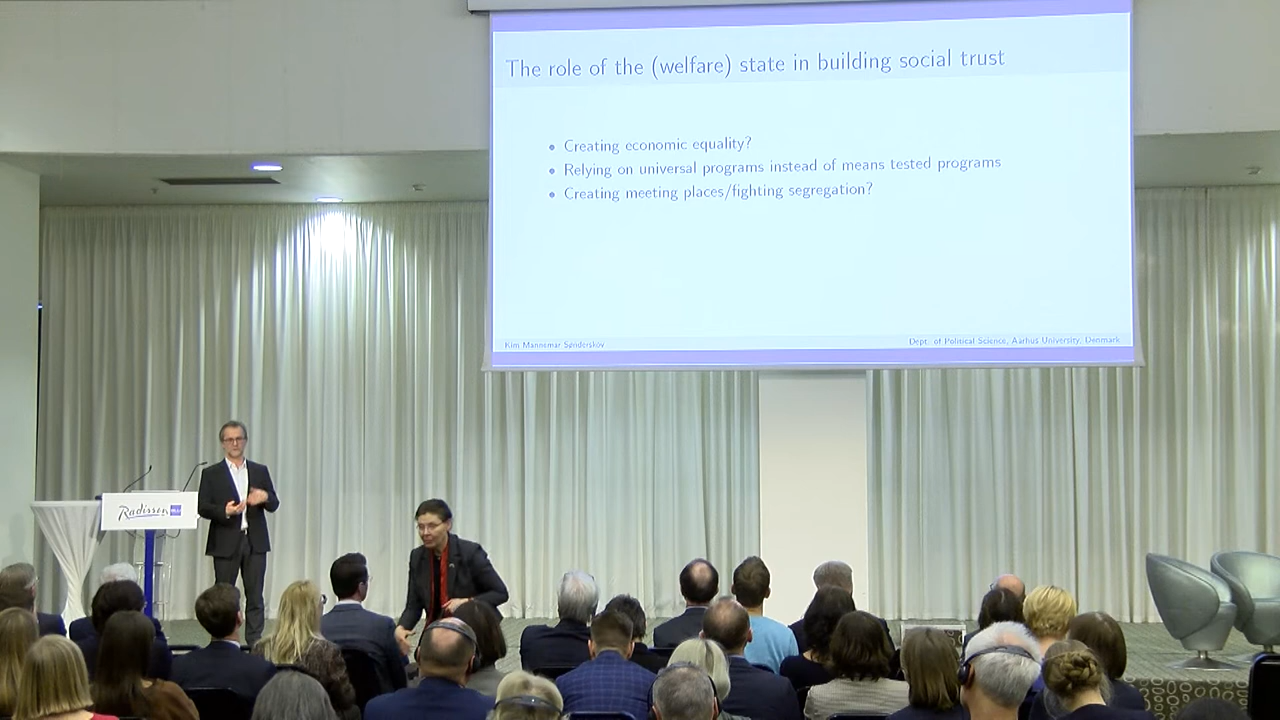 The role of the (welfare) state in building social trust
• Creating economic equality?
• Relying on universal programs instead of means tested programs
• Creating meeting places/fighting segregation?
Kim Mannemar Sønderskov
Dept. of Political Science, Aarhus University, Denmark
Radisson
BLU